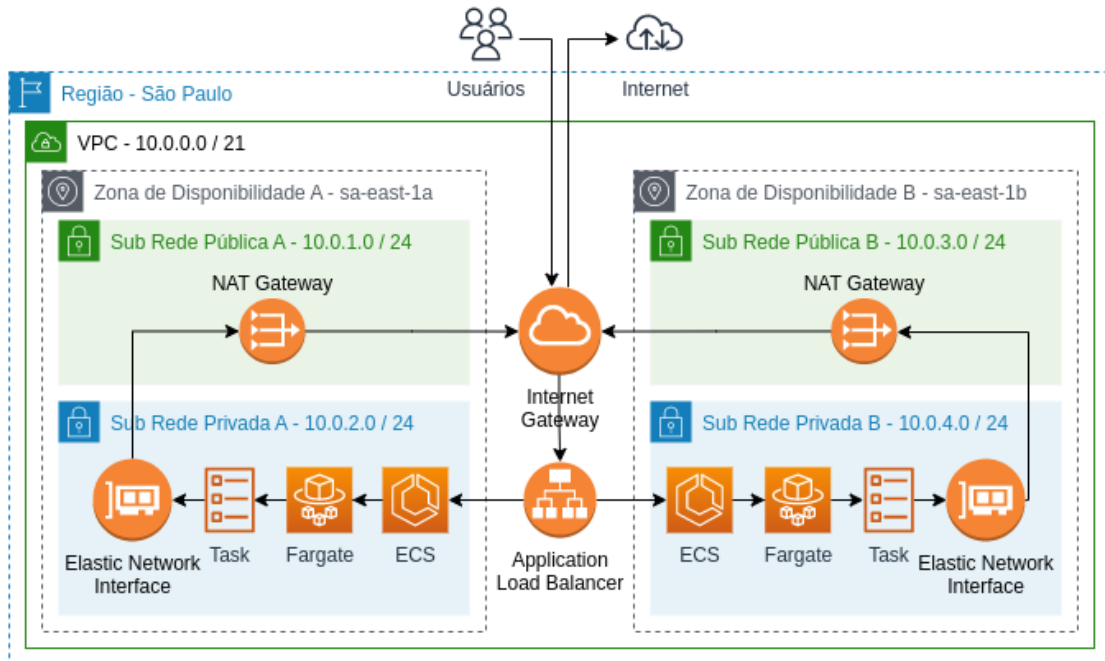 Usuários
Internet
Região - São Paulo
VPC - 10.0.0.0 / 21
Zona de Disponibilidade A - sa-east-1a
Zona de Disponibilidade B - sa-east-1b
Sub Rede Pública A - 10.0.1.0 / 24
Sub Rede Pública B - 10.0.3.0 / 24
NAT Gateway
NAT Gateway
Internet
Gateway
Sub Rede Privada A - 10.0.2.0 / 24
Sub Rede Privada B - 10.0.4.0 / 24
Elastic Network
Interface
Task
Fargate
ECS
Application
Load Balancer
ECS
Fargate
Task
Elastic Network
Interface